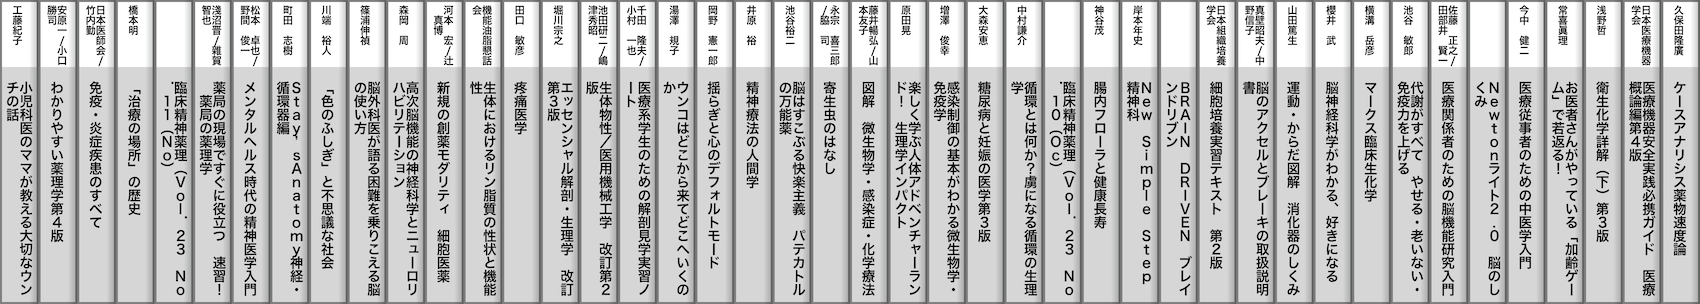 久保田隆廣
ケースアナリシス薬物速度論
日本医療機器
学会
医療機器安全実践必携ガイド　医療
概論編第４版
浅野哲
衛生化学詳解（下）第３版
常喜眞理
お医者さんがやっている「加齢ゲー
ム」で若返る！
今中　健二
医療従事者のための中医学入門
Ｎｅｗｔｏｎライト２．０　脳のし
くみ
佐藤　正之／
田部井　賢一
医療関係者のための脳機能研究入門
池谷　敏郎
代謝がすべて　やせる・老いない・
免疫力を上げる
横溝　岳彦
マークス臨床生化学
櫻井　武
脳神経科学がわかる、好きになる
山田篤生
運動・からだ図解　消化器のしくみ
真壁昭夫／中
野信子
脳のアクセルとブレーキの取扱説明
書
日本組織培養
学会
細胞培養実習テキスト　第２版
ＢＲＡＩＮ　ＤＲＩＶＥＮ　ブレイ
ンドリブン
岸本年史
Ｎｅｗ　Ｓｉｍｐｌｅ　Ｓｔｅｐ
精神科
神谷茂
腸内フローラと健康長寿
臨床精神薬理（Ｖｏｌ．２３　Ｎｏ
．１０（Ｏｃ）
中村謙介
循環とは何か？虜になる循環の生理
学
大森安恵
糖尿病と妊娠の医学第３版
増澤　俊幸
感染制御の基本がわかる微生物学・
免疫学
原田晃
楽しく学ぶ人体アドベンチャーラン
ド！　生理学インパクト
藤井暢弘／山
本友子
図解　微生物学・感染症・化学療法
永宗　喜三郎
／脇　司
寄生虫のはなし
池谷裕二
脳はすこぶる快楽主義　パテカトル
の万能薬
井原　裕
精神療法の人間学
岡野　憲一郎
揺らぎと心のデフォルトモード
湯澤　規子
ウンコはどこから来てどこへいくの
か
千田　隆夫／
小村　一也
医療系学生のための解剖見学実習ノ
ート
池田研二／嶋
津秀昭
生体物性／医用機械工学　改訂第２
版
堀川宗之
エッセンシャル解剖・生理学　改訂
第３版
田口　敏彦
疼痛医学
機能油脂懇話
会
生体におけるリン脂質の性状と機能
性
河本　宏／辻
真博
新規の創薬モダリティ　細胞医薬
森岡　周
高次脳機能の神経科学とニューロリ
ハビリテーション
篠浦伸禎
脳外科医が語る困難を乗りこえる脳
の使い方
川端　裕人
「色のふしぎ」と不思議な社会
町田　志樹
Ｓｔａｙ，ｓＡｎａｔｏｍｙ神経・
循環器編
松本　卓也／
野間　俊一
メンタルヘルス時代の精神医学入門
淺沼晋／雜賀
智也
薬局の現場ですぐに役立つ　速習！
薬局の薬理学
臨床精神薬理（Ｖｏｌ．２３　Ｎｏ
．１１（Ｎｏ）
橋本明
「治療の場所」の歴史
日本医師会／
竹内勤
免疫・炎症疾患のすべて
安原一／小口
勝司
わかりやすい薬理学第４版
工藤紀子
小児科医のママが教える大切なウン
チの話